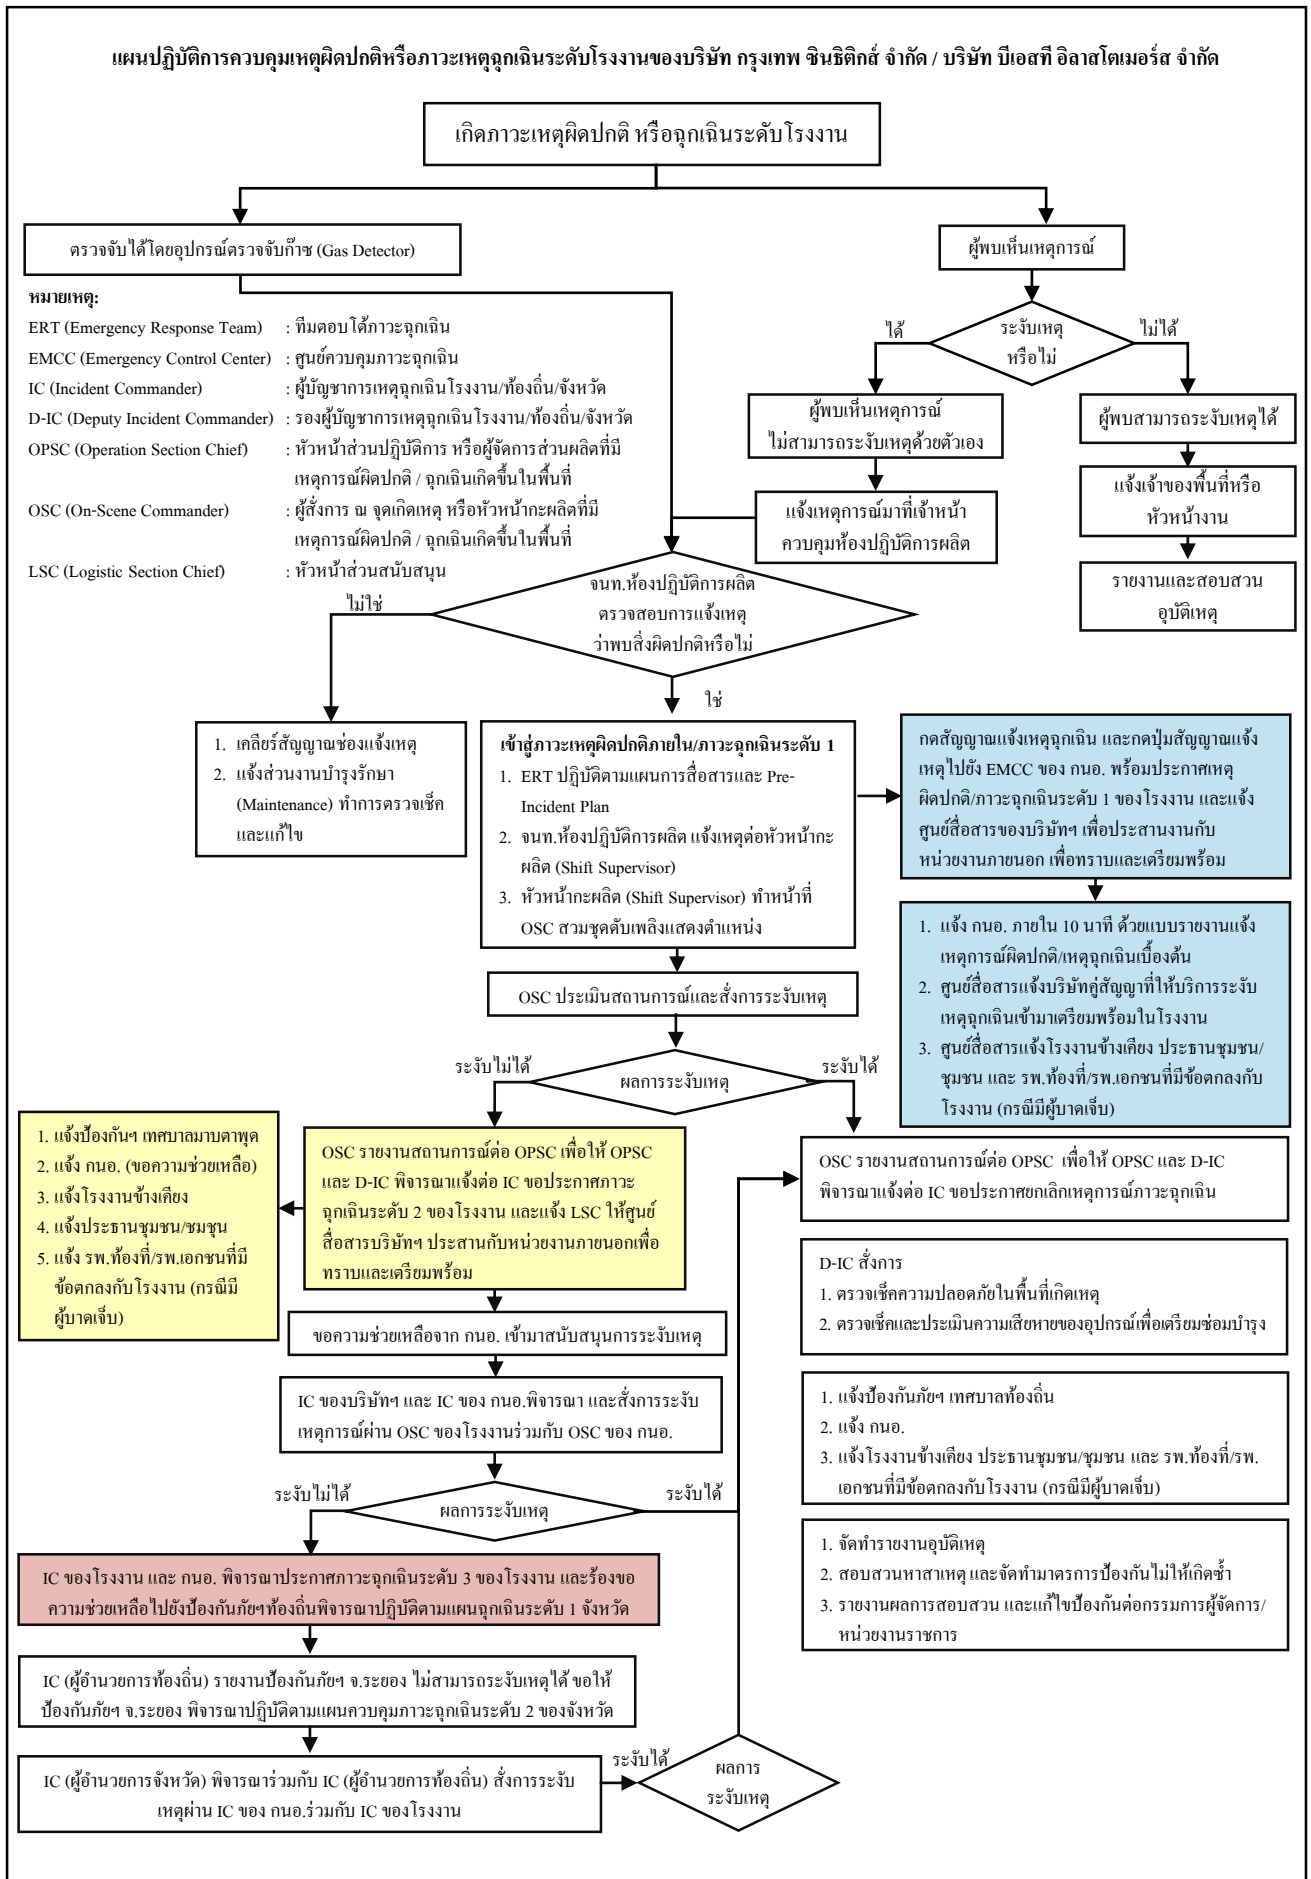 แผนปฏิบัติการควบคุมเหตุผิดปกติหรือภาวะเหตุฉุกเฉินระดับโรงงานของบริษัท กรุงเทพ ซินธิติกส์ จำกัด / บริษัท บีเอสที อิลาสโตเมอร์ส จำกัด
เกิดภาวะเหตุผิดปกติ หรือฉุกเฉินระดับโรงงาน
ตรวจจับได้โดยอุปกรณ์ตรวจจับก๊าซ (Gas Detector)
ผู้พบเห็นเหตุการณ์
หมายเหตุ:
ERT (Emergency Response Team) : ทีมตอบโต้ภาวะฉุกเฉิน
EMCC (Emergency Control Center) : ศูนย์ควบคุมภาวะฉุกเฉิน
IC (Incident Commander) : ผู้บัญชาการเหตุฉุกเฉินโรงงาน/ท้องถิ่น/จังหวัด
D-IC (Deputy Incident Commander) : รองผู้บัญชาการเหตุฉุกเฉินโรงงาน/ท้องถิ่น/จังหวัด
OPSC (Operation Section Chief) : หัวหน้าส่วนปฏิบัติการ หรือผู้จัดการส่วนผลิตที่มี
เหตุการณ์ผิดปกติ / ฉุกเฉินเกิดขึ้นในพื้นที่
OSC (On-Scene Commander) : ผู้สั่งการ ณ จุดเกิดเหตุ หรือหัวหน้ากะผลิตที่มี
เหตุการณ์ผิดปกติ / ฉุกเฉินเกิดขึ้นในพื้นที่
LSC (Logistic Section Chief) : หัวหน้าส่วนสนับสนุน
ได้
ระงับเหตุ
หรือไม่
ไม่ได้
ผู้พบเห็นเหตุการณ์
ไม่สามารถระงับเหตุด้วยตัวเอง
ผู้พบสามารถระงับเหตุได้
แจ้งเหตุการณ์มาที่เจ้าหน้า
ควบคุมห้องปฏิบัติการผลิต
แจ้งเจ้าของพื้นที่หรือ
หัวหน้างาน
รายงานและสอบสวน
อุบัติเหตุ
จนท.ห้องปฏิบัติการผลิต
ตรวจสอบการแจ้งเหตุ
ว่าพบสิ่งผิดปกติหรือไม่
ไม่ใช่
ใช่
1. เคลียร์สัญญาณช่องแจ้งเหตุ
2. แจ้งส่วนงานบำรุงรักษา
(Maintenance) ทำการตรวจเช็ค
และแก้ไข
เข้าสู่ภาวะเหตุผิดปกติภายใน/ภาวะฉุกเฉินระดับ 1
1. ERT ปฏิบัติตามแผนการสื่อสารและ Pre-
Incident Plan
2. จนท.ห้องปฏิบัติการผลิต แจ้งเหตุต่อหัวหน้ากะ
ผลิต (Shift Supervisor)
3. หัวหน้ากะผลิต (Shift Supervisor) ทำหน้าที่
OSC สวมชุดดับเพลิงแสดงตำแหน่ง
กดสัญญาณแจ้งเหตุฉุกเฉิน และกดปุ่มสัญญาณแจ้ง
เหตุไปยัง EMCC ของ กนอ. พร้อมประกาศเหตุ
ผิดปกติ/ภาวะฉุกเฉินระดับ 1 ของโรงงาน และแจ้ง
ศูนย์สื่อสารของบริษัทฯ เพื่อประสานงานกับ
หน่วยงานภายนอก เพื่อทราบและเตรียมพร้อม
1. แจ้ง กนอ. ภายใน 10 นาที ด้วยแบบรายงานแจ้ง
เหตุการณ์ผิดปกติ/เหตุฉุกเฉินเบื้องต้น
2. ศูนย์สื่อสารแจ้งบริษัทคู่สัญญาที่ให้บริการระงับ
เหตุฉุกเฉินเข้ามาเตรียมพร้อมในโรงงาน
3. ศูนย์สื่อสารแจ้งโรงงานข้างเคียง ประธานชุมชน/
ชุมชน และ รพ.ท้องที่/รพ.เอกชนที่มีข้อตกลงกับ
โรงงาน (กรณีมีผู้บาดเจ็บ)
OSC ประเมินสถานการณ์และสั่งการระงับเหตุ
ระงับไม่ได้
ผลการระงับเหตุ
ระงับได้
1. แจ้งป้องกันฯ เทศบาลมาบตาพุด
2. แจ้ง กนอ. (ขอความช่วยเหลือ)
3. แจ้งโรงงานข้างเคียง
4. แจ้งประธานชุมชน/ชมชุน
5. แจ้ง รพ.ท้องที่/รพ.เอกชนที่มี
ข้อตกลงกับโรงงาน (กรณีมี
ผู้บาดเจ็บ)
OSC รายงานสถานการณ์ต่อ OPSC เพื่อให้ OPSC
และ D-IC พิจารณาแจ้งต่อ IC ขอประกาศภาวะ
ฉุกเฉินระดับ 2 ของโรงงาน และแจ้ง LSC ให้ศูนย์
สื่อสารบริษัทฯ ประสานกับหน่วยงานภายนอกเพื่อ
ทราบและเตรียมพร้อม
OSC รายงานสถานการณ์ต่อ OPSC เพื่อให้ OPSC และ D-IC
พิจารณาแจ้งต่อ IC ขอประกาศยกเลิกเหตุการณ์ภาวะฉุกเฉิน
D-IC สั่งการ
1. ตรวจเช็คความปลอดภัยในพื้นที่เกิดเหตุ
2. ตรวจเช็คและประเมินความเสียหายของอุปกรณ์เพื่อเตรียมซ่อมบำรุง
ขอความช่วยเหลือจาก กนอ. เข้ามาสนับสนุนการระงับเหตุ
IC ของบริษัทฯ และ IC ของ กนอ.พิจารณา และสั่งการระงับ
เหตุการณ์ผ่าน OSC ของโรงงานร่วมกับ OSC ของ กนอ.
1. แจ้งป้องกันภัยฯ เทศบาลท้องถิ่น
2. แจ้ง กนอ.
3. แจ้งโรงงานข้างเคียง ประธานชุมชน/ชุมชน และ รพ.ท้องที่/รพ.
เอกชนที่มีข้อตกลงกับโรงงาน (กรณีมีผู้บาดเจ็บ)
ระงับไม่ได้
ผลการระงับเหตุ
ระงับได้
1. จัดทำรายงานอุบัติเหตุ
2. สอบสวนหาสาเหตุ และจัดทำมาตรการป้องกันไม่ให้เกิดซ้ำ
3. รายงานผลการสอบสวน และแก้ไขป้องกันต่อกรรมการผู้จัดการ/
หน่วยงานราชการ
IC ของโรงงาน และ กนอ. พิจารณาประกาศภาวะฉุกเฉินระดับ 3 ของโรงงาน และร้องขอ
ความช่วยเหลือไปยังป้องกันภัยฯท้องถิ่นพิจารณาปฏิบัติตามแผนฉุกเฉินระดับ 1 จังหวัด
IC (ผู้อำนวยการท้องถิ่น) รายงานป้องกันภัยฯ จ.ระยอง ไม่สามารถระงับเหตุได้ ขอให้
ป้องกันภัยฯ จ.ระยอง พิจารณาปฏิบัติตามแผนควบคุมภาวะฉุกเฉินระดับ 2 ของจังหวัด
IC (ผู้อำนวยการจังหวัด) พิจารณาร่วมกับ IC (ผู้อำนวยการท้องถิ่น) สั่งการระงับ
เหตุผ่าน IC ของ กนอ.ร่วมกับ IC ของโรงงาน
ระงับได้
ผลการ
ระงับเหตุ